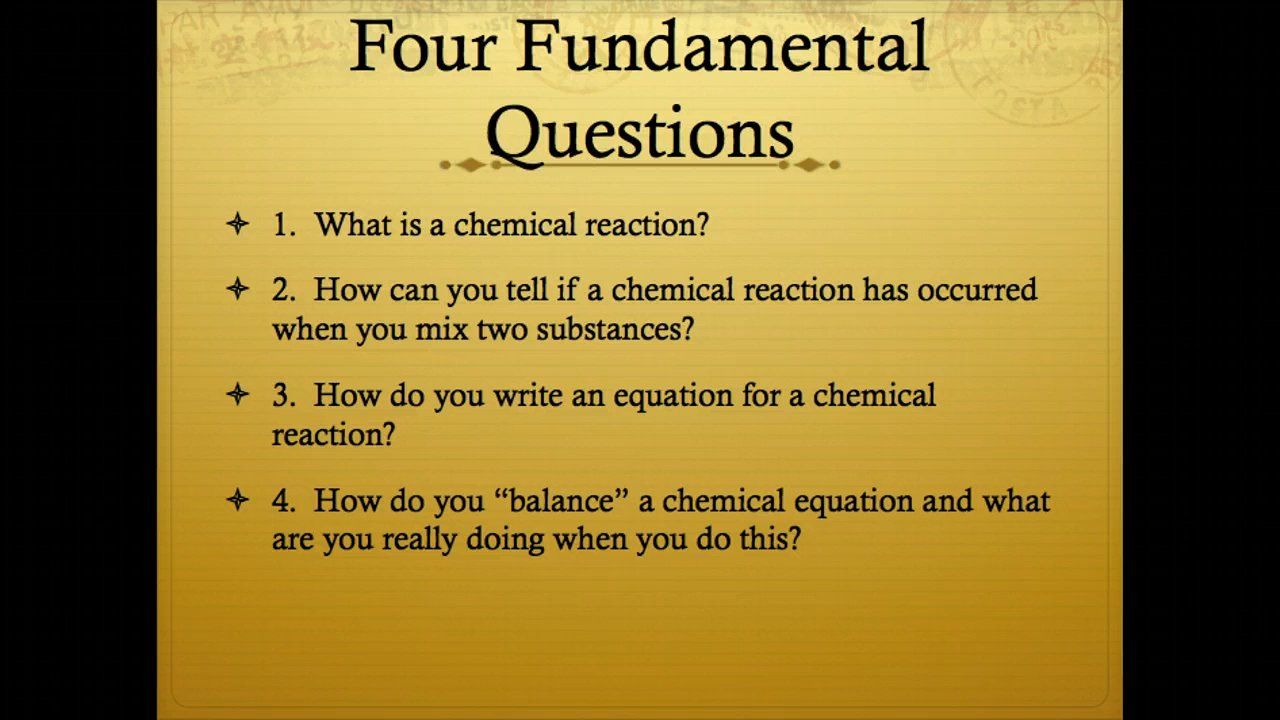 Four Fundamental
Questions
1. What is a chemical reaction?
2. How can you tell if a chemical reaction has occurred
when you mix two substances?
3. How do you write an equation for a chemical
reaction?
4. How do you “balance” a chemical equation and what
are you really doing when you do this?